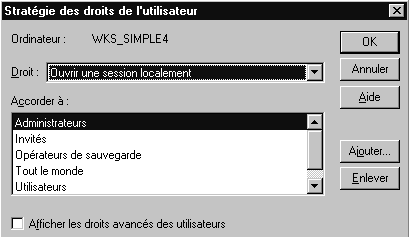 Stratégie des droits de l'utilisateur
Ordinateur : WKS_SIMPLE4
OK
Droit : Ouvrir une session localement
Annuler
Aide
Accorder à :
Administrateurs
Invités
Opérateurs de sauvegarde
Tout le monde
Utilisateurs
Ajouter...
Enlever
Afficher les droits avancés des utilisateurs